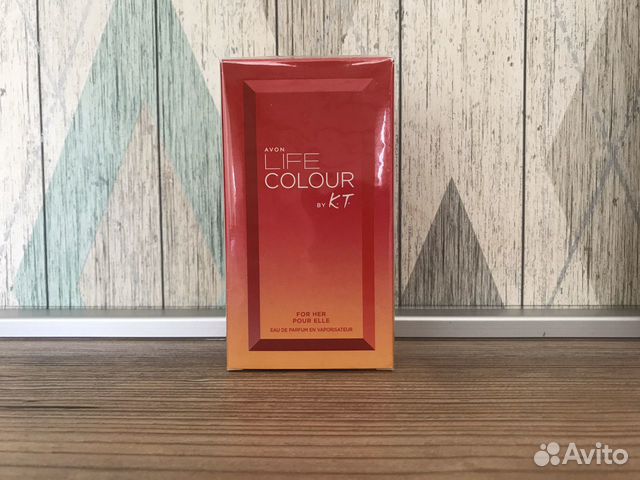 AVON
LIFE
COLOUR
BY K.T.
FOR HER
POUR ELLE
EAU DE PARFUM EN VAPORISATEUR
Avito